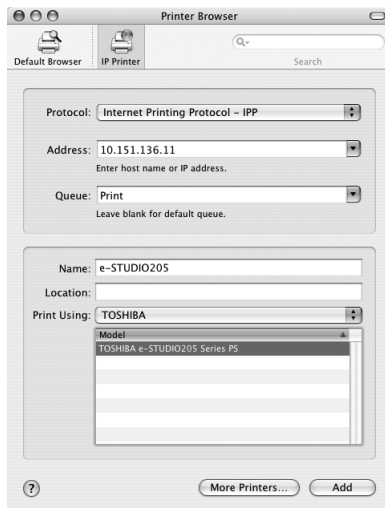 Printer Browser
Default Browser
IP Printer
Search
Protocol: Internet Printing Protocol – IPP
Address: 10.151.136.11
Enter host name or IP address.
Queue: Print
Leave blank for default queue.
Name: e-STUDIO205
Location:
Print Using: TOSHIBA
Model
TOSHIBA e-STUDIO205 Series PS
? More Printers... Add